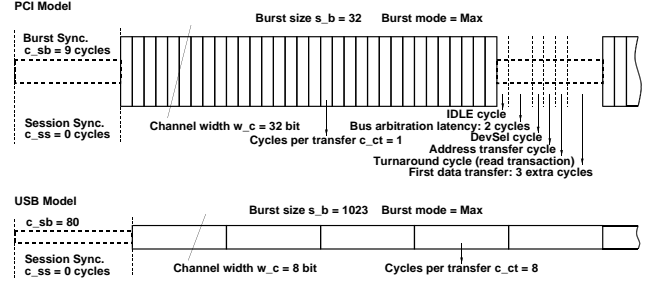 PCI Model
Burst size s_b = 32 Burst mode = Max
Burst Sync.
c_sb = 9 cycles
Session Sync.
c_ss = 0 cycles
Channel width w_c = 32 bit
Cycles per transfer c_ct = 1
IDLE cycle
Bus arbitration latency: 2 cycles
DevSel cycle
Address transfer cycle
Turnaround cycle (read transaction)
First data transfer: 3 extra cycles
USB Model
Burst size s_b = 1023 Burst mode = Max
c_sb = 80
Session Sync.
c_ss = 0 cycles
Channel width w_c = 8 bit
Cycles per transfer c_ct = 8